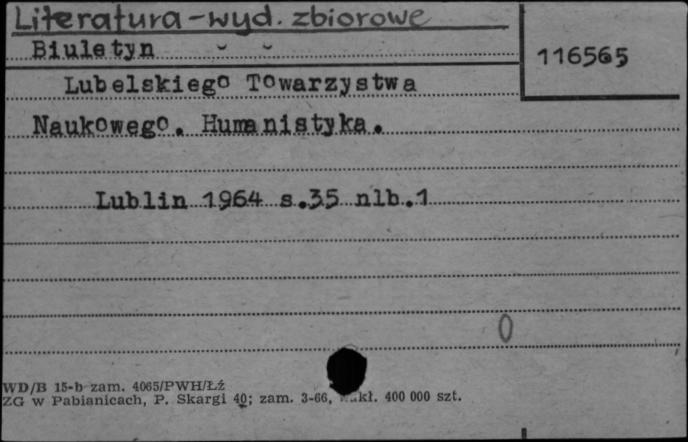 Literatura-wyd. zbiorowe
Biuletyn
116565
Lubelskiego Towarzystwa
Naukowego. Humanistyka.
Lublin 1964 s.35 nlb.1
0
WD/B 15-b zam. 4065/PWH/Łź
ZG w Pabianicach, P. Skargi 40; zam. 3-66, 400 000 szt.